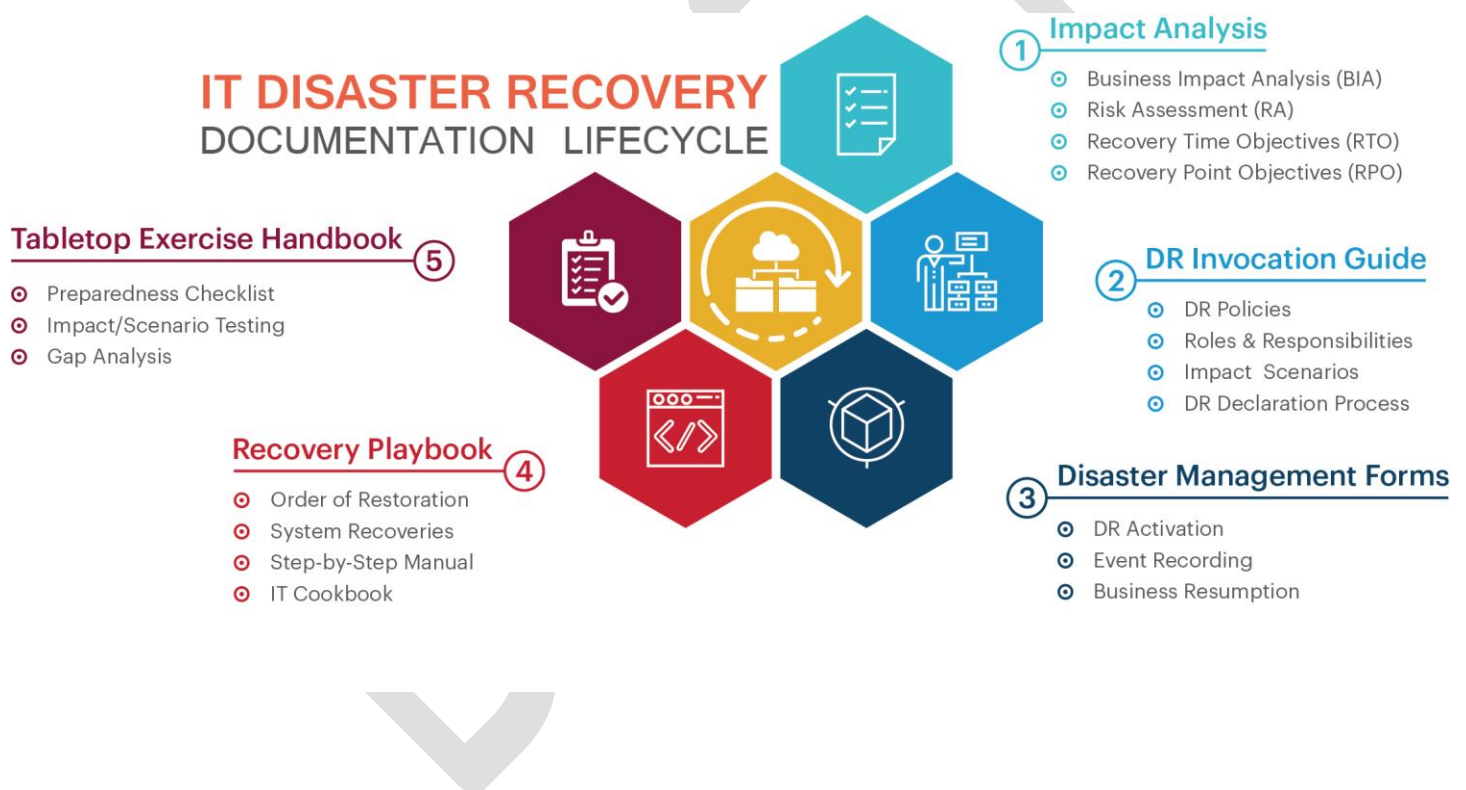 IT DISASTER RECOVERY
DOCUMENTATION LIFECYCLE
1
Impact Analysis
Business Impact Analysis (BIA)
Risk Assessment (RA)
Recovery Time Objectives (RTO)
Recovery Point Objectives (RPO)
2
DR Invocation Guide
DR Policies
Roles & Responsibilities
Impact Scenarios
DR Declaration Process
3
Disaster Management Forms
DR Activation
Event Recording
Business Resumption
4
Recovery Playbook
Order of Restoration
System Recoveries
Step-by-Step Manual
IT Cookbook
5
Tabletop Exercise Handbook
Preparedness Checklist
Impact/Scenario Testing
Gap Analysis